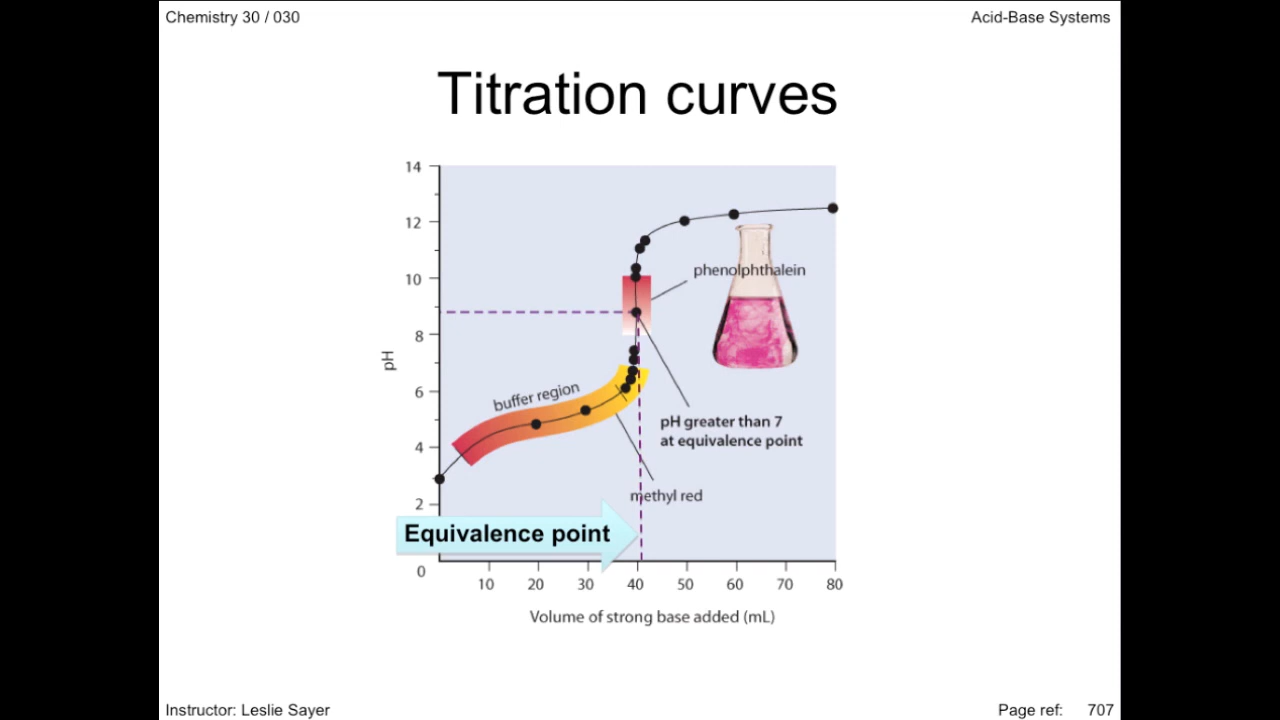 Chemistry 30 / 030
Acid-Base Systems
Titration curves
14
12
10
8
6
4
2
0
pH
phenolphthalein
buffer region
pH greater than 7
at equivalence point
methyl red
Equivalence point
10 20 30 40 50 60 70 80
Volume of strong base added (mL)
Instructor: Leslie Sayer
Page ref: 707